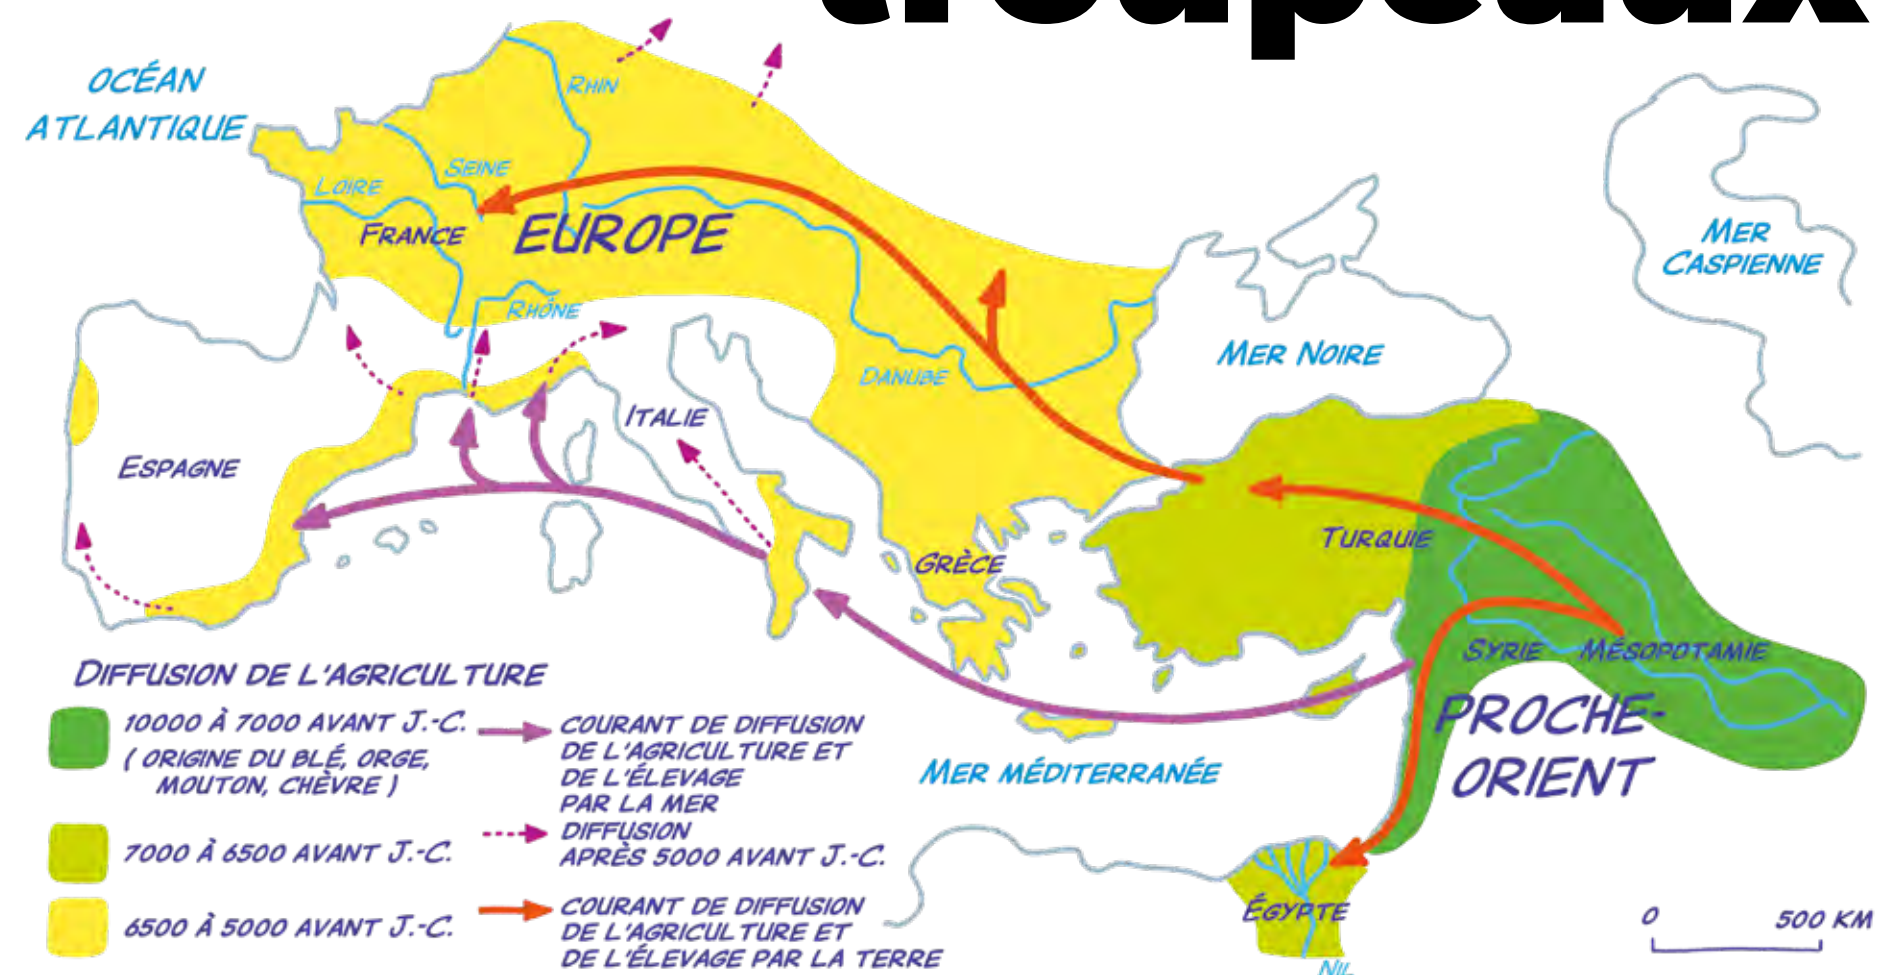 troupeaux
OCÉAN
ATLANTIQUE
RHIN
SEINE
LOIRE
FRANCE
EUROPE
RHÔNE
MER
CASPIENNE
MER NOIRE
DANUBE
ITALIE
ESPAGNE
TURQUIE
GRÈCE
SYRIE
MÉSOPOTAMIE
PROCHE-
ORIENT
MER MÉDITERRANÉE
ÉGYPTE
NIL
0 500 KM
DIFFUSION DE L'AGRICULTURE
10000 À 7000 AVANT J.-C.
( ORIGINE DU BLÉ, ORGE,
MOUTON, CHÈVRE )
7000 À 6500 AVANT J.-C.
6500 À 5000 AVANT J.-C.
COURANT DE DIFFUSION
DE L'AGRICULTURE ET
DE L'ÉLEVAGE
PAR LA MER
DIFFUSION
APRÈS 5000 AVANT J.-C.
COURANT DE DIFFUSION
DE L'AGRICULTURE ET
DE L'ÉLEVAGE PAR LA TERRE